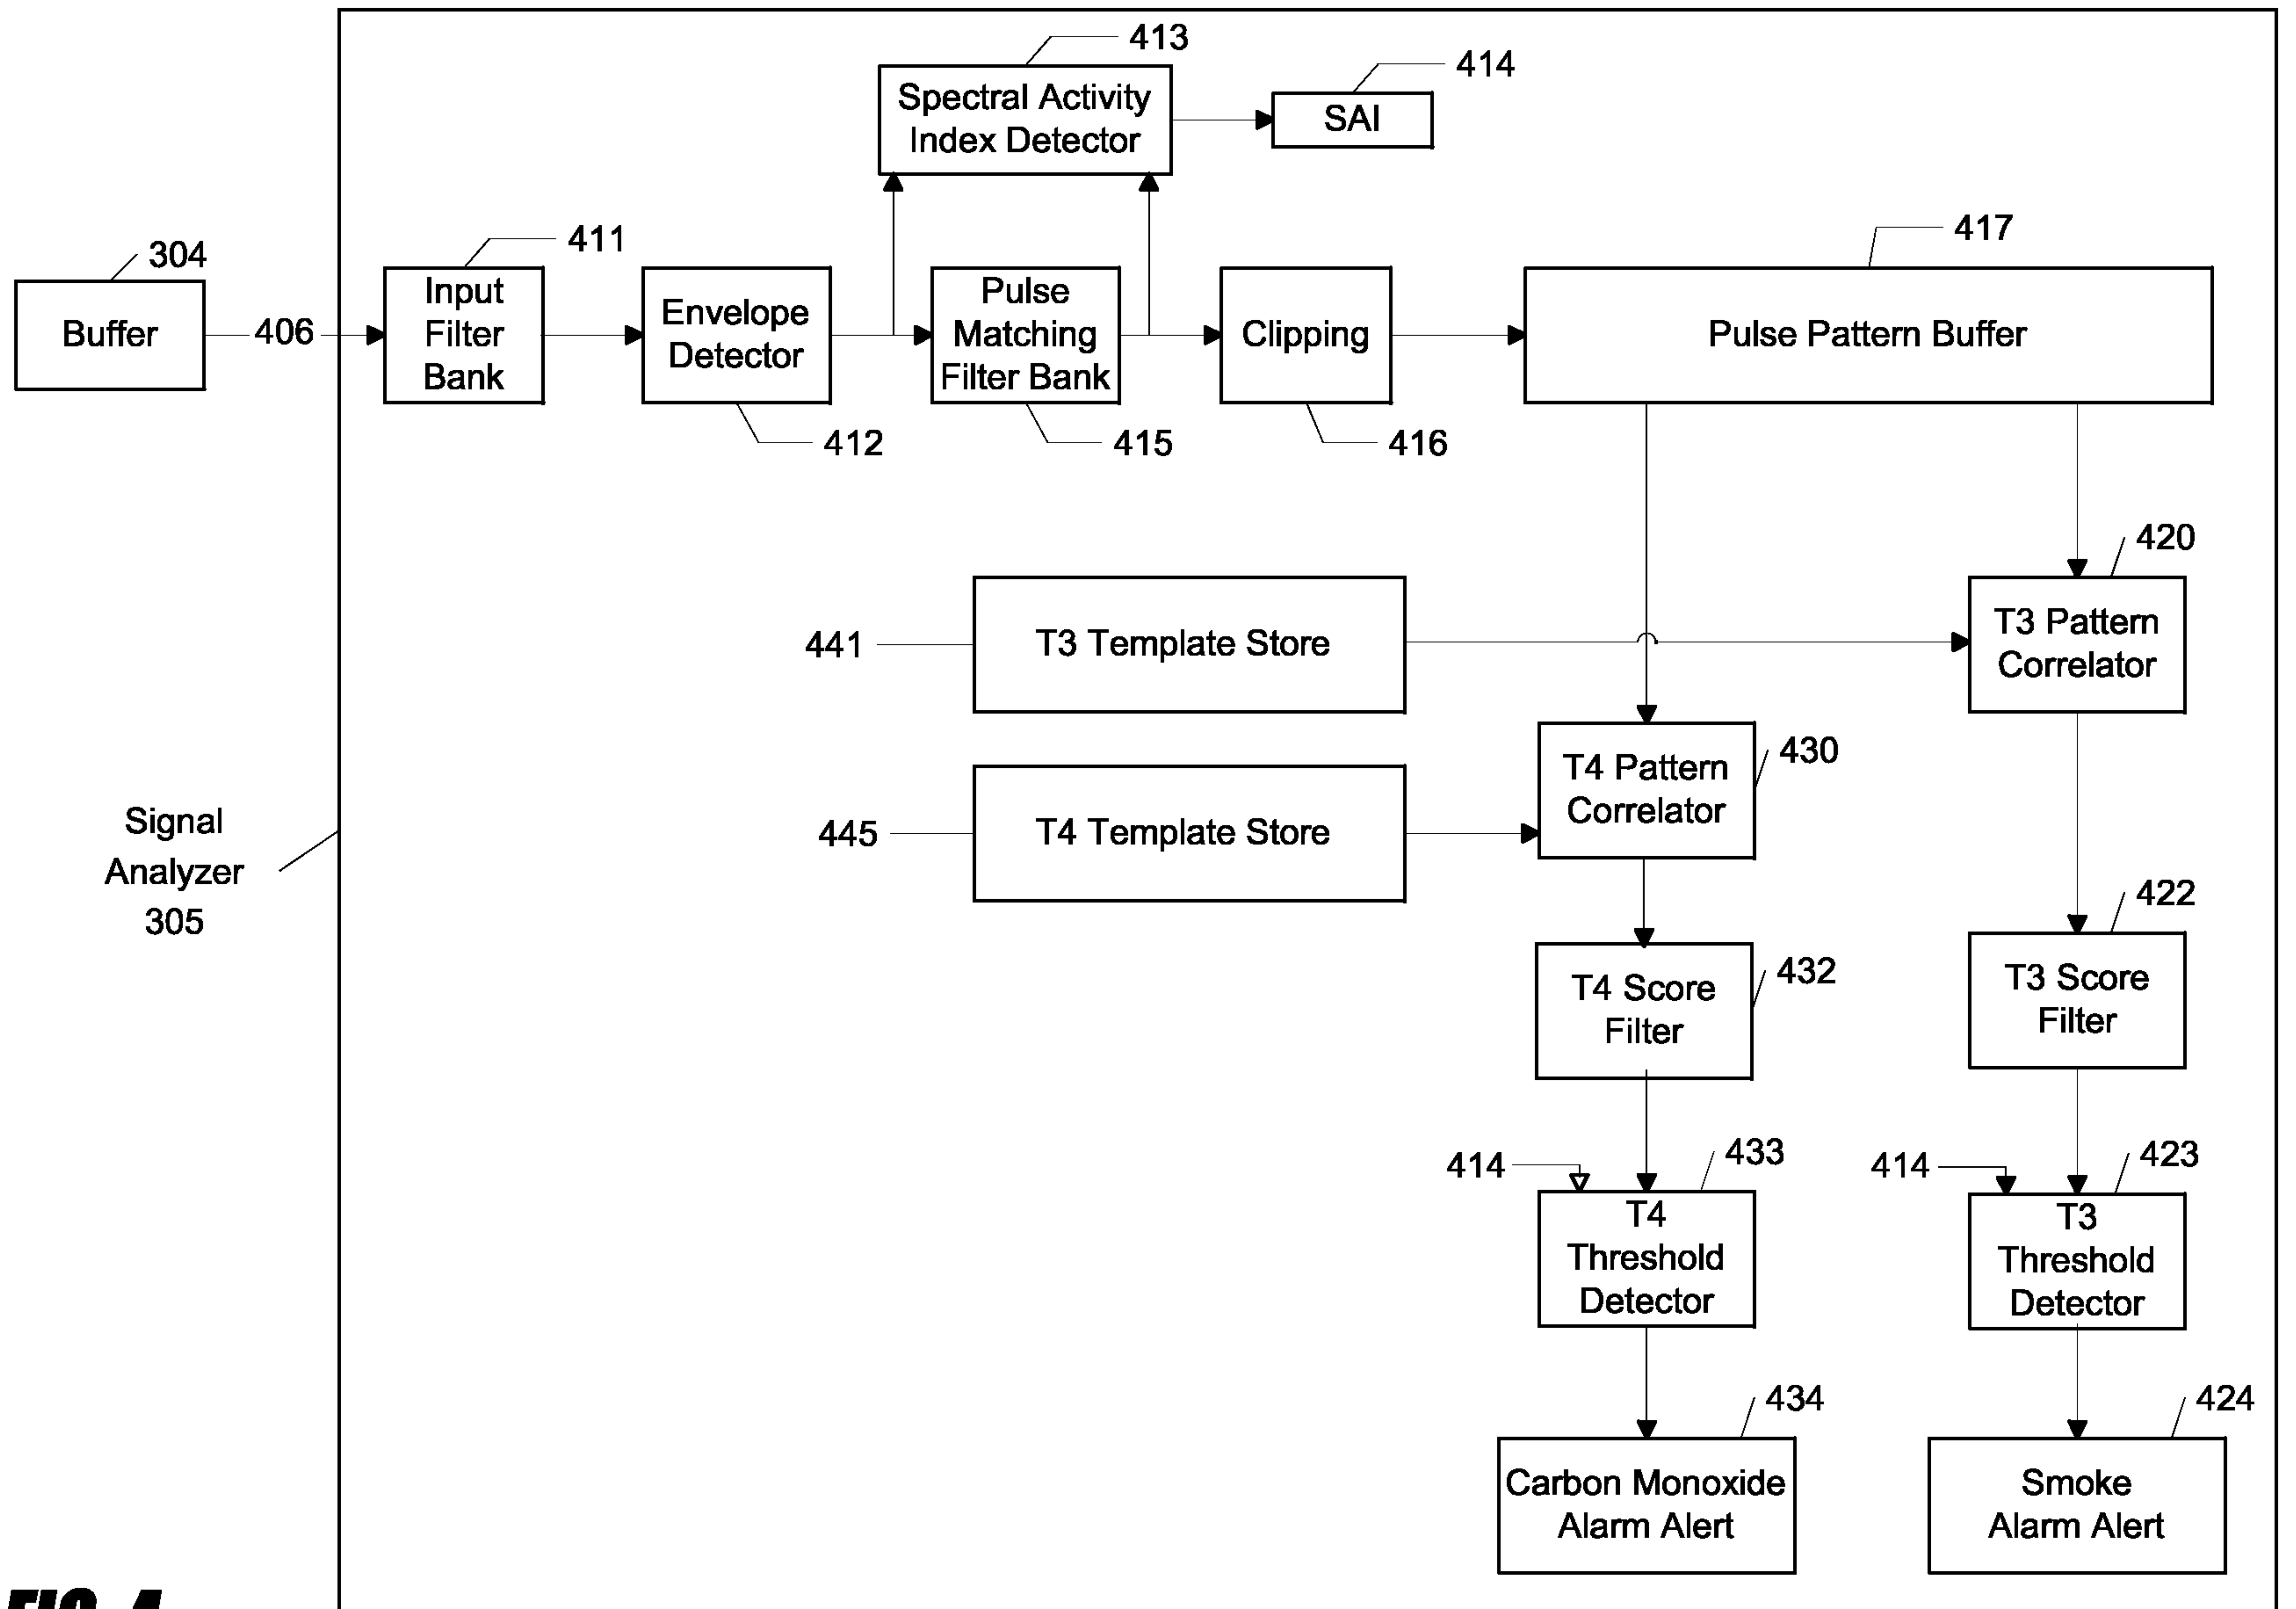 413
Spectral Activity
Index Detector
414
SAI
304
Buffer
406
411
Input
Filter
Bank
Envelope
Detector
412
Pulse
Matching
Filter Bank
415
Clipping
416
417
Pulse Pattern Buffer
441
T3 Template Store
420
T3 Pattern
Correlator
445
T4 Template Store
430
T4 Pattern
Correlator
Signal
Analyzer
305
432
T4 Score
Filter
422
T3 Score
Filter
414
433
T4
Threshold
Detector
414
423
T3
Threshold
Detector
434
Carbon Monoxide
Alarm Alert
424
Smoke
Alarm Alert
FIG. 4